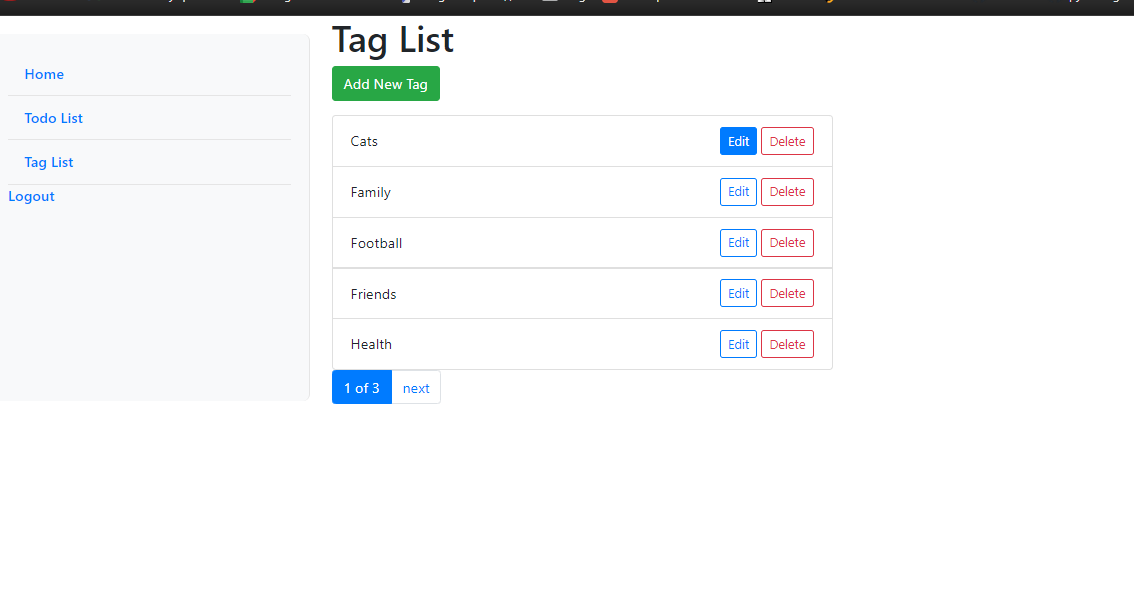 Tag List
Home
Todo List
Tag List
Logout
Add New Tag
Cats Edit Delete
Family Edit Delete
Football Edit Delete
Friends Edit Delete
Health Edit Delete
1 of 3 next